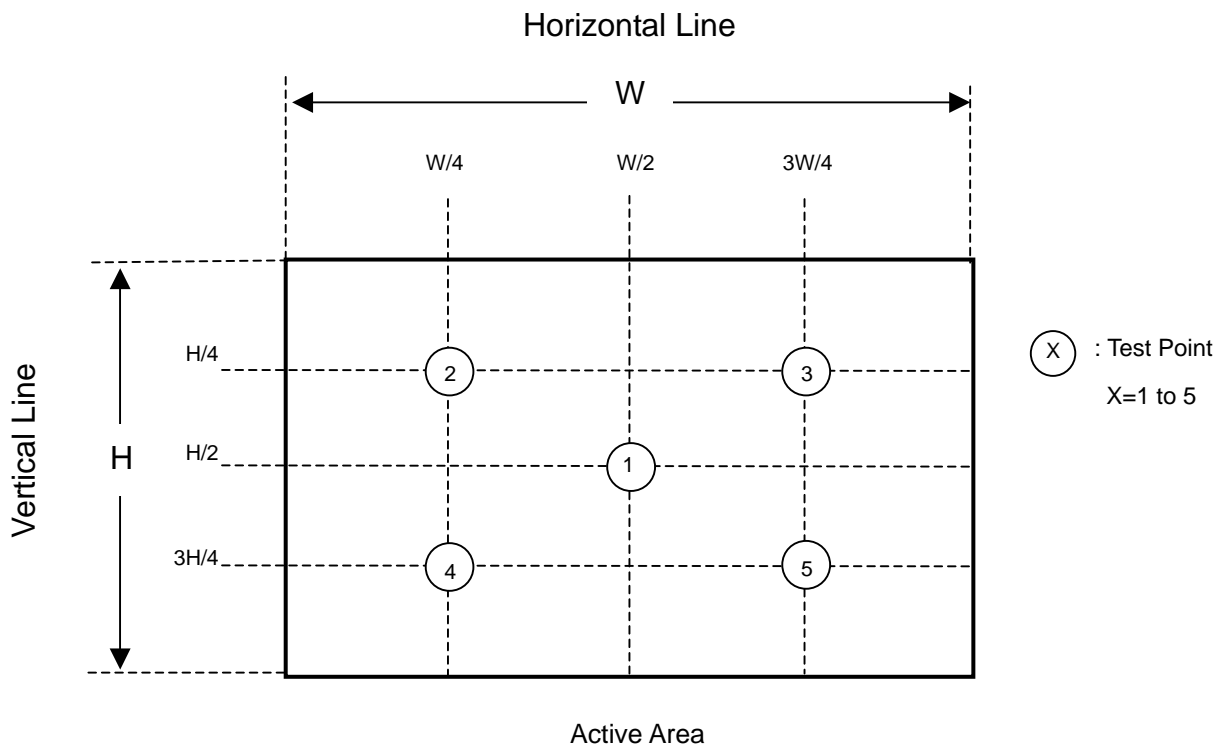 Horizontal Line
W
W/4 W/2 3W/4
H/4
2 3
X : Test Point
X=1 to 5
Vertical Line
H
H/2
1
3H/4
4 5
Active Area